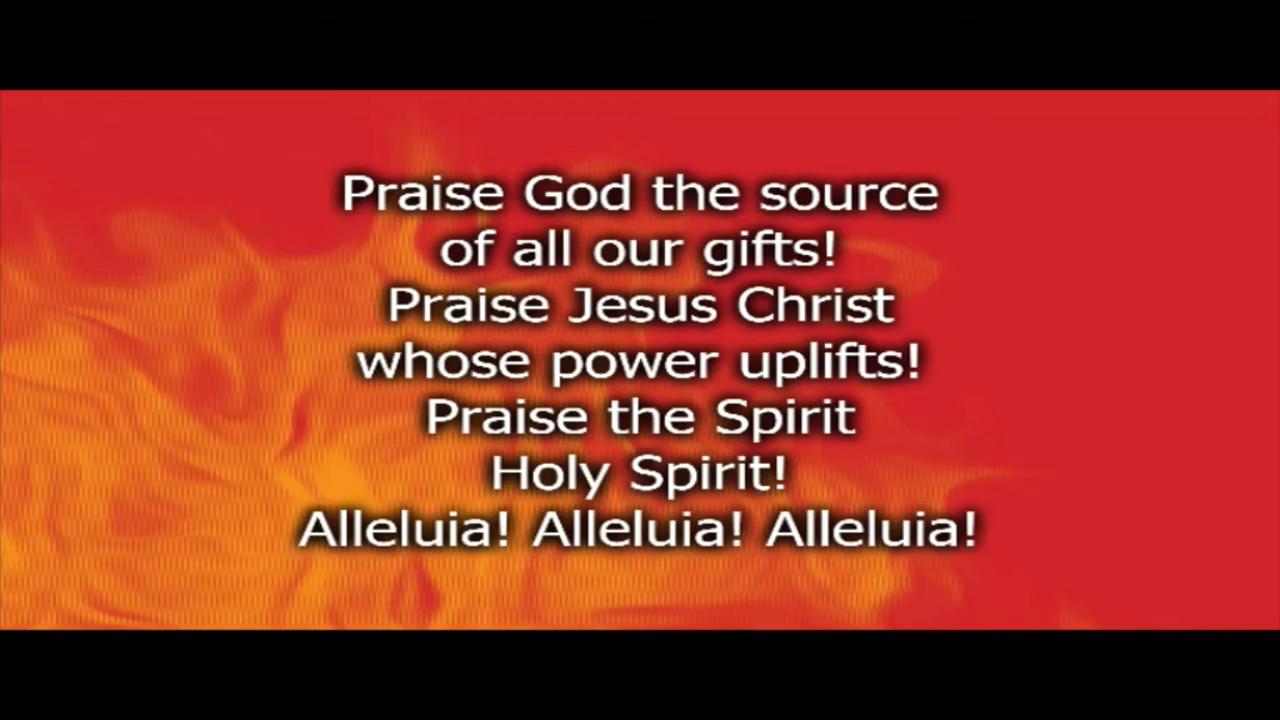 Praise God the source
of all our gifts!
Praise Jesus Christ
whose power uplifts!
Praise the Spirit
Holy Spirit!
Alleluia! Alleluia! Alleluia!